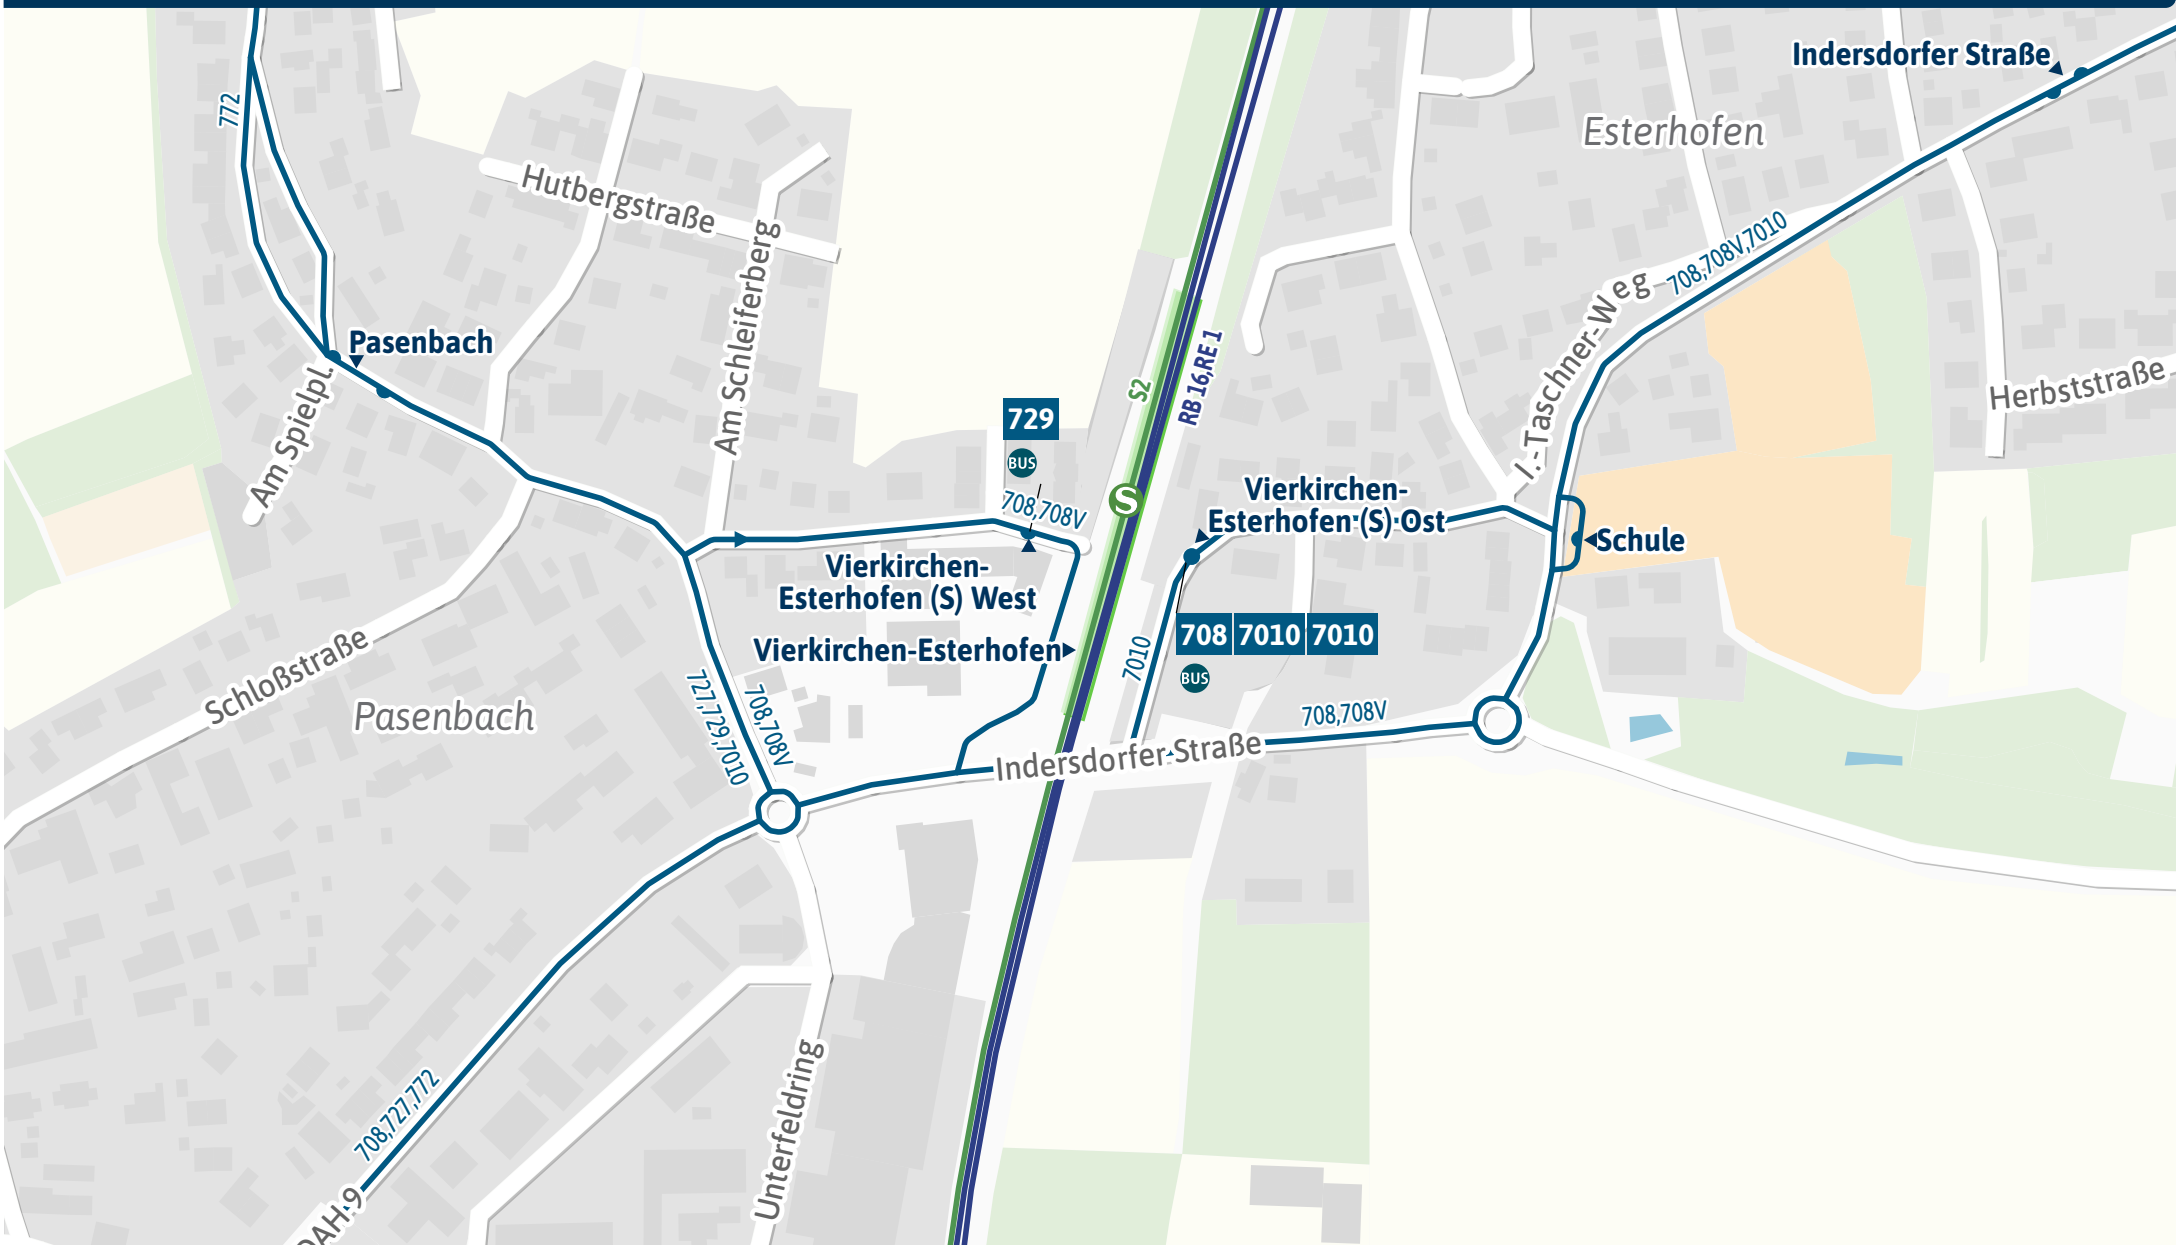 Indersdorfer Straße
772
Esterhofen
Hutbergstraße
708,708V,7010
Am Schleiferberg
I.-Taschner-Weg
Pasenbach
S2
RB 16,RE 1
Herbststraße
Am Spielpl.
729
BUS
708,708V
S
Vierkirchen-
Esterhofen (S) Ost
Schule
Vierkirchen-
Esterhofen (S) West
Vierkirchen-Esterhofen
708 7010 7010
BUS
7010
Schloßstraße
Pasenbach
727,729,7010
708,708V
708,708V
Indersdorfer Straße
708,727,772
Unterfeldring
DAH 9